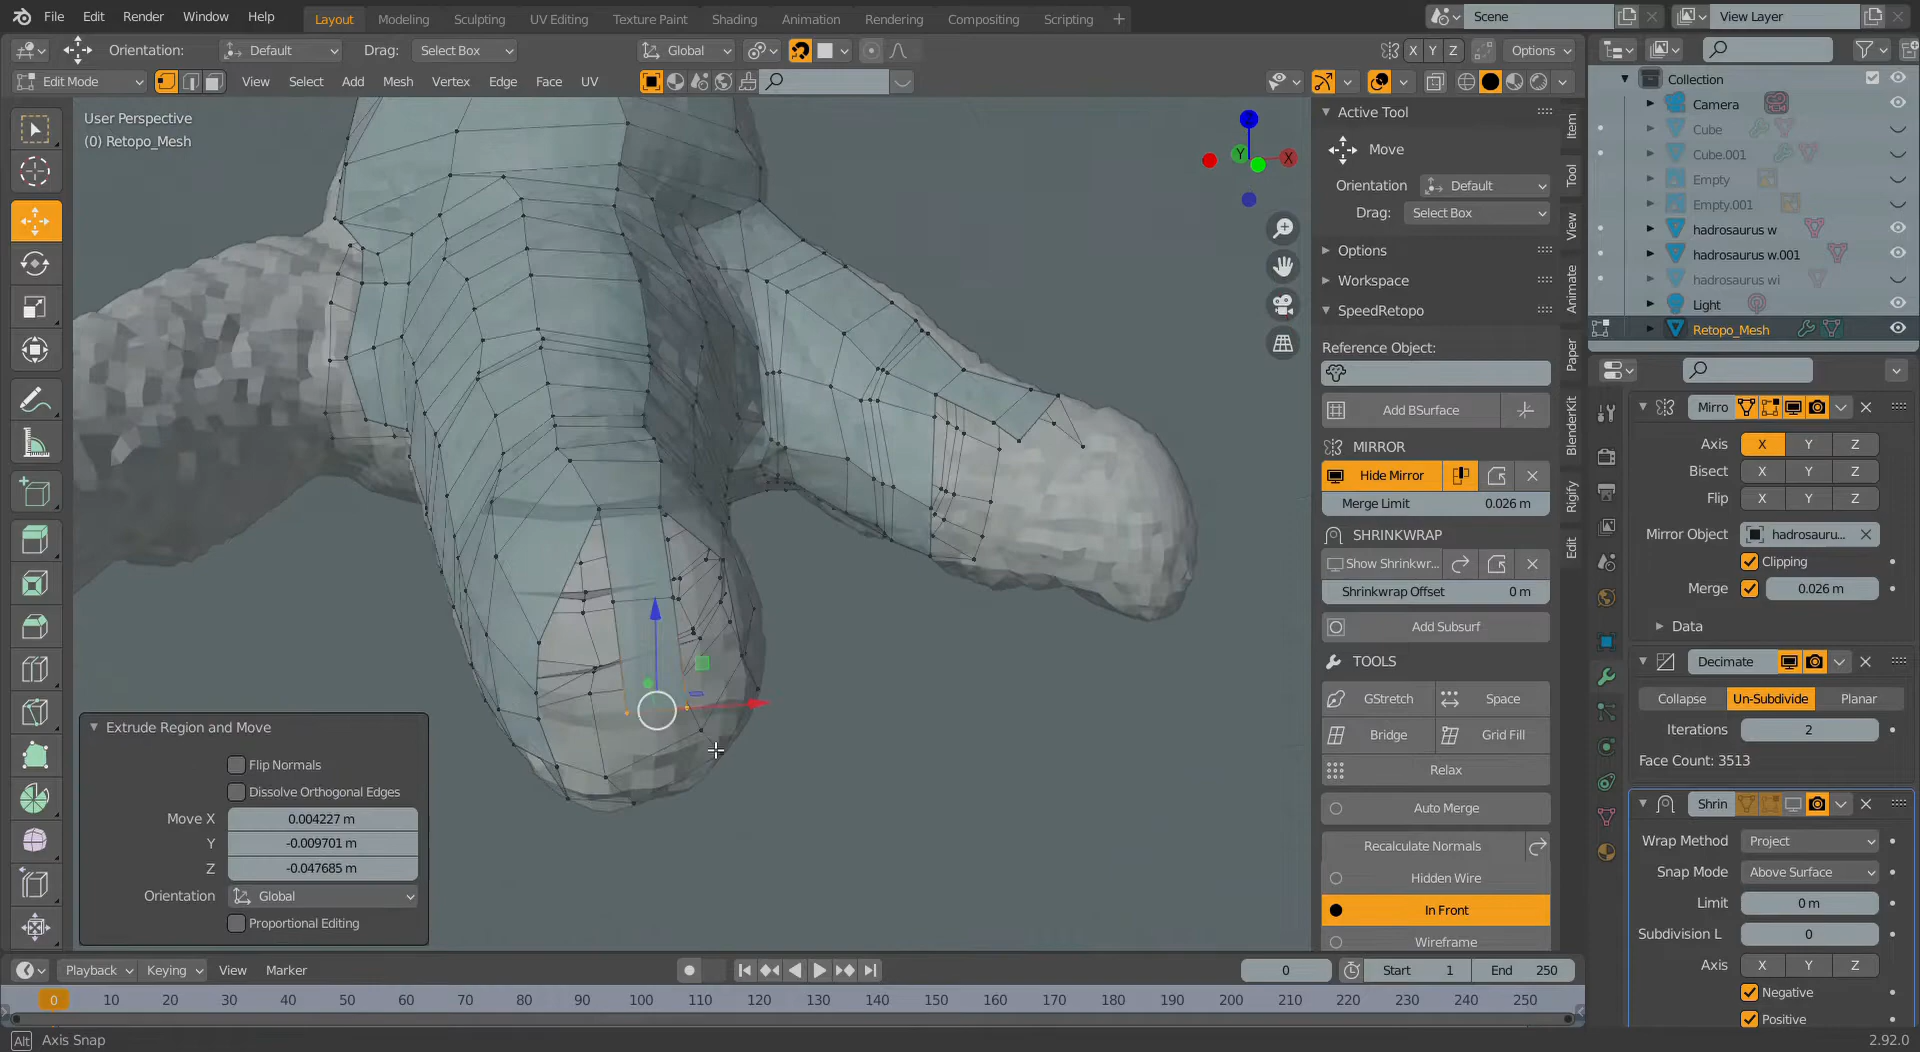 File Edit Render Window Help Layout Modeling Sculpting UV Editing Texture Paint Shading Animation Rendering Compositing Scripting + Scene View Layer
Orientation: Default Drag: Select Box Global X Y Z Options
Edit Mode View Select Add Mesh Vertex Edge Face UV
User Perspective
(0) Retopo_Mesh
Z
Y
X
Extrude Region and Move
Flip Normals
Dissolve Orthogonal Edges
Move X 0.004227 m
Y -0.009701 m
Z -0.047685 m
Orientation Global
Proportional Editing
Active Tool
Move
Orientation Default
Drag: Select Box
Options
Workspace
SpeedRetopo
Reference Object:
Add BSurface
MIRROR
Hide Mirror
Merge Limit 0.026 m
SHRINKWRAP
Show Shrinkwr...
Shrinkwrap Offset 0 m
Add Subsurf
TOOLS
GStretch Space
Bridge Grid Fill
Relax
Auto Merge
Recalculate Normals
Hidden Wire
In Front
Wireframe
Item
Tool
View
Animate
Paper
BlenderKit
Rigify
Edit
Collection
Camera
Cube
Cube.001
Empty
Empty.001
hadrosaurus w
hadrosaurus w.001
hadrosaurus wi
Light
Retopo_Mesh
Mirro
Axis X Y Z
Bisect X Y Z
Flip X Y Z
Mirror Object hadrosauru...
Clipping
Merge 0.026 m
Data
Decimate
Collapse Un-Subdivide Planar
Iterations 2
Face Count: 3513
Shrin
Wrap Method Project
Snap Mode Above Surface
Limit 0 m
Subdivision L 0
Axis X Y Z
Negative
Positive
Playback Keying View Marker 0 Start 1 End 250
0 10 20 30 40 50 60 70 80 90 100 110 120 130 140 150 160 170 180 190 200 210 220 230 240 250
Alt Axis Snap 2.92.0